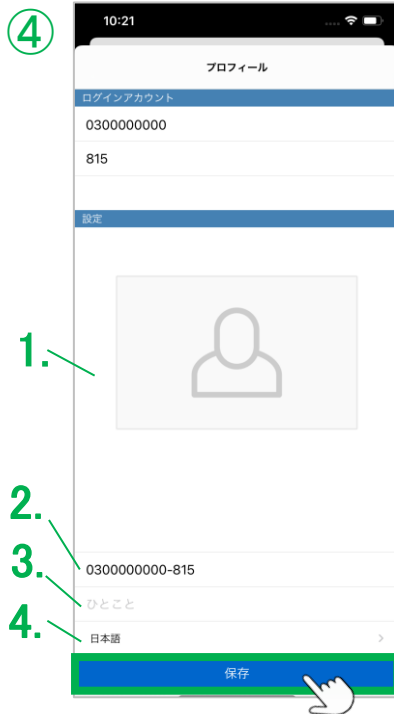 ④
10:21
プロフィール
ログインアカウント
0300000000
815
設定
1.
2.
0300000000-815
3.
ひとこと
4.
日本語
保存